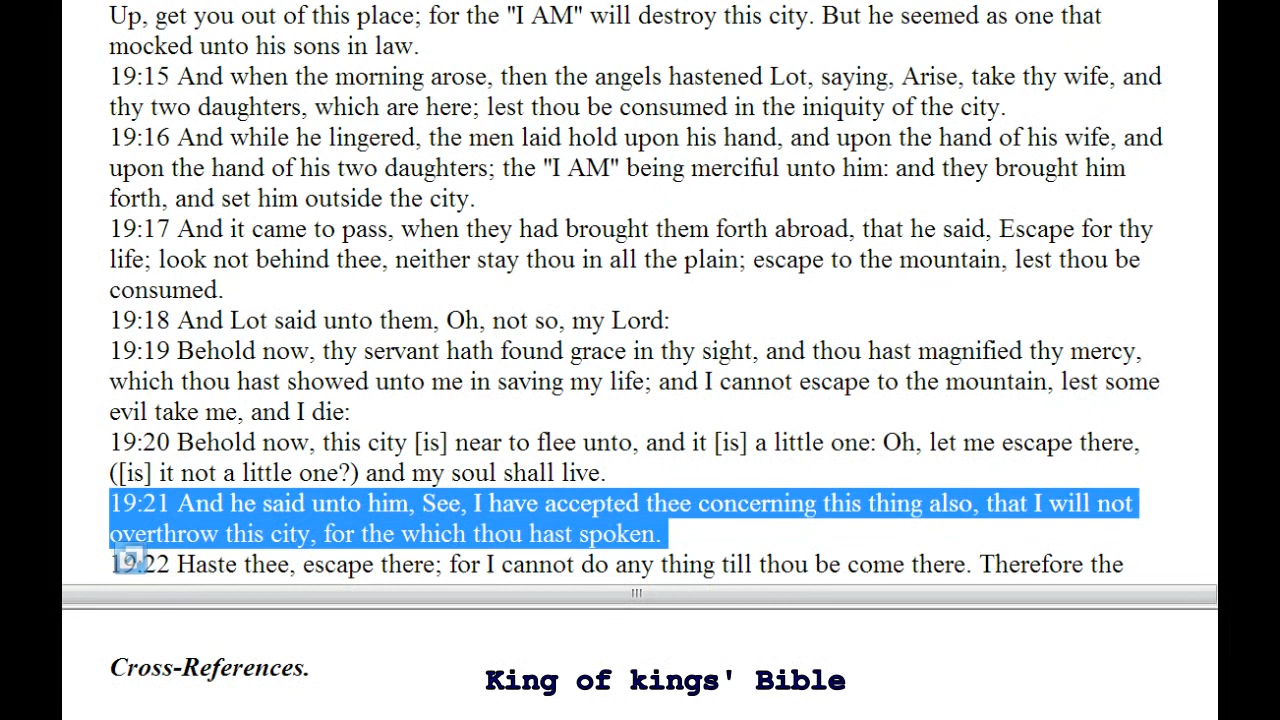 Up, get you out of this place; for the "I AM" will destroy this city. But he seemed as one that
mocked unto his sons in law.
19:15 And when the morning arose, then the angels hastened Lot, saying, Arise, take thy wife, and
thy two daughters, which are here; lest thou be consumed in the iniquity of the city.
19:16 And while he lingered, the men laid hold upon his hand, and upon the hand of his wife, and
upon the hand of his two daughters; the "I AM" being merciful unto him: and they brought him
forth, and set him outside the city.
19:17 And it came to pass, when they had brought them forth abroad, that he said, Escape for thy
life; look not behind thee, neither stay thou in all the plain; escape to the mountain, lest thou be
consumed.
19:18 And Lot said unto them, Oh, not so, my Lord:
19:19 Behold now, thy servant hath found grace in thy sight, and thou hast magnified thy mercy,
which thou hast showed unto me in saving my life; and I cannot escape to the mountain, lest some
evil take me, and I die:
19:20 Behold now, this city [is] near to flee unto, and it [is] a little one: Oh, let me escape there,
([is] it not a little one?) and my soul shall live.
19:21 And he said unto him, See, I have accepted thee concerning this thing also, that I will not
overthrow this city, for the which thou hast spoken.
19:22 Haste thee, escape there; for I cannot do any thing till thou be come there. Therefore the
Cross-References.
King of kings' Bible